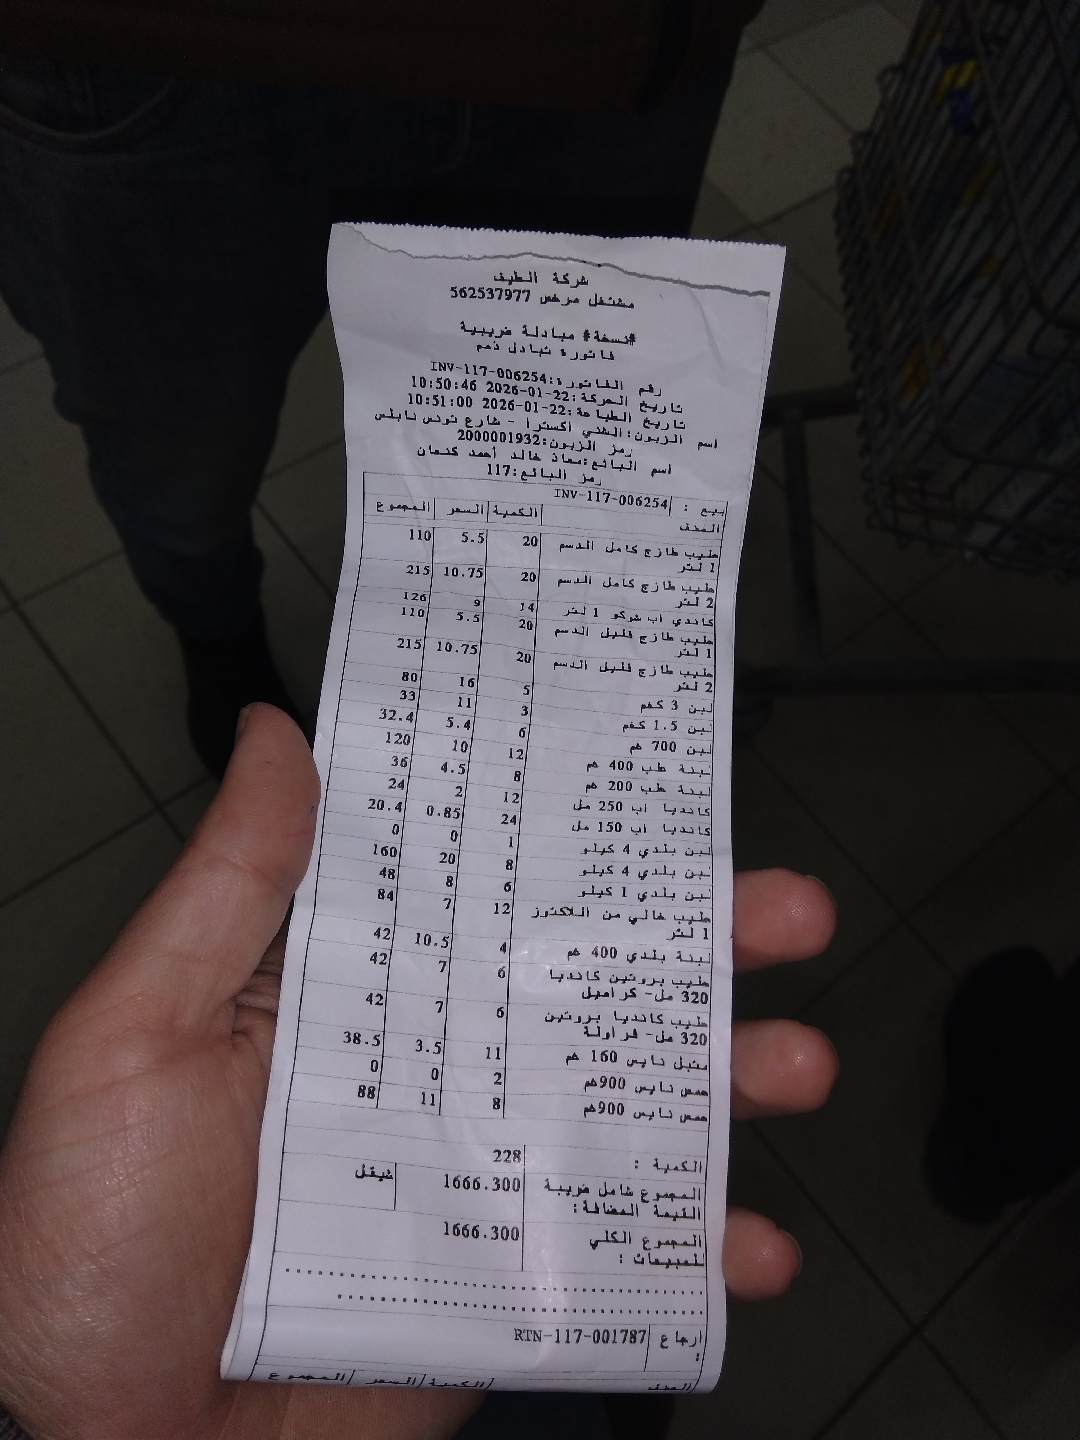 شركة الطيف
مشتغل مرخص 562537977
#نسخة# مبادلة ضريبية
فاتورة تبادل ذمم
رقم الفاتورة:INV-117-006254
تاريخ الحركة:22-01-2026 10:50:46
تاريخ الطباعة:22-01-2026 10:51:00
اسم الزبون:الشني أكسترا - شارع تونس نابلس
رمز الزبون:2000001932
اسم البائع:معاذ خالد أحمد كنعان
رمز البائع:117
بيع : INV-117-006254
الصنف الكمية السعر المجموع
حليب طازج كامل الدسم 20 5.5 110
1 لتر
حليب طازج كامل الدسم 20 10.75 215
2 لتر
كاندي اب شوكو 1 لتر 14 9 126
حليب طازج قليل الدسم 20 5.5 110
1 لتر
حليب طازج قليل الدسم 20 10.75 215
2 لتر
لبن 3 كغم 5 16 80
لبن 1.5 كغم 3 11 33
لبن 700 غم 6 5.4 32.4
لبنة علب 400 غم 12 10 120
لبنة علب 200 غم 8 4.5 36
كانديا اب 250 مل 12 2 24
كانديا اب 150 مل 24 0.85 20.4
لبن بلدي 4 كيلو 1 0 0
لبن بلدي 4 كيلو 8 20 160
لبن بلدي 1 كيلو 6 8 48
حليب خالي من اللاكتوز 12 7 84
1 لتر
لبنة بلدي 400 غم 4 10.5 42
حليب بروتين كانديا 6 7 42
320 مل- كراميل
حليب كانديا بروتين 6 7 42
320 مل- فراولة
متبل نايس 160 غم 11 3.5 38.5
حمص نايس 900غم 2 0 0
حمص نايس 900غم 8 11 88
الكمية : 228
المجموع شامل ضريبة 1666.300 شيقل
القيمة المضافة:
المجموع الكلي 1666.300
للمبيعات :
ارجاع RTN-117-001787
:
الصنف الكمية السعر المجموع